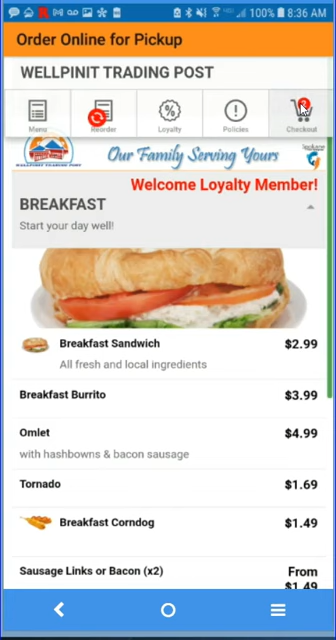 100% 8:36 AM
Order Online for Pickup
WELLPINIT TRADING POST
Menu Reorder Loyalty Policies Checkout
Our Family Serving Yours
Welcome Loyalty Member!
BREAKFAST
Start your day well!
Breakfast Sandwich $2.99
All fresh and local ingredients
Breakfast Burrito $3.99
Omlet $4.99
with hashbowns & bacon sausage
Tornado $1.69
Breakfast Corndog $1.49
Sausage Links or Bacon (x2) From
$1.49